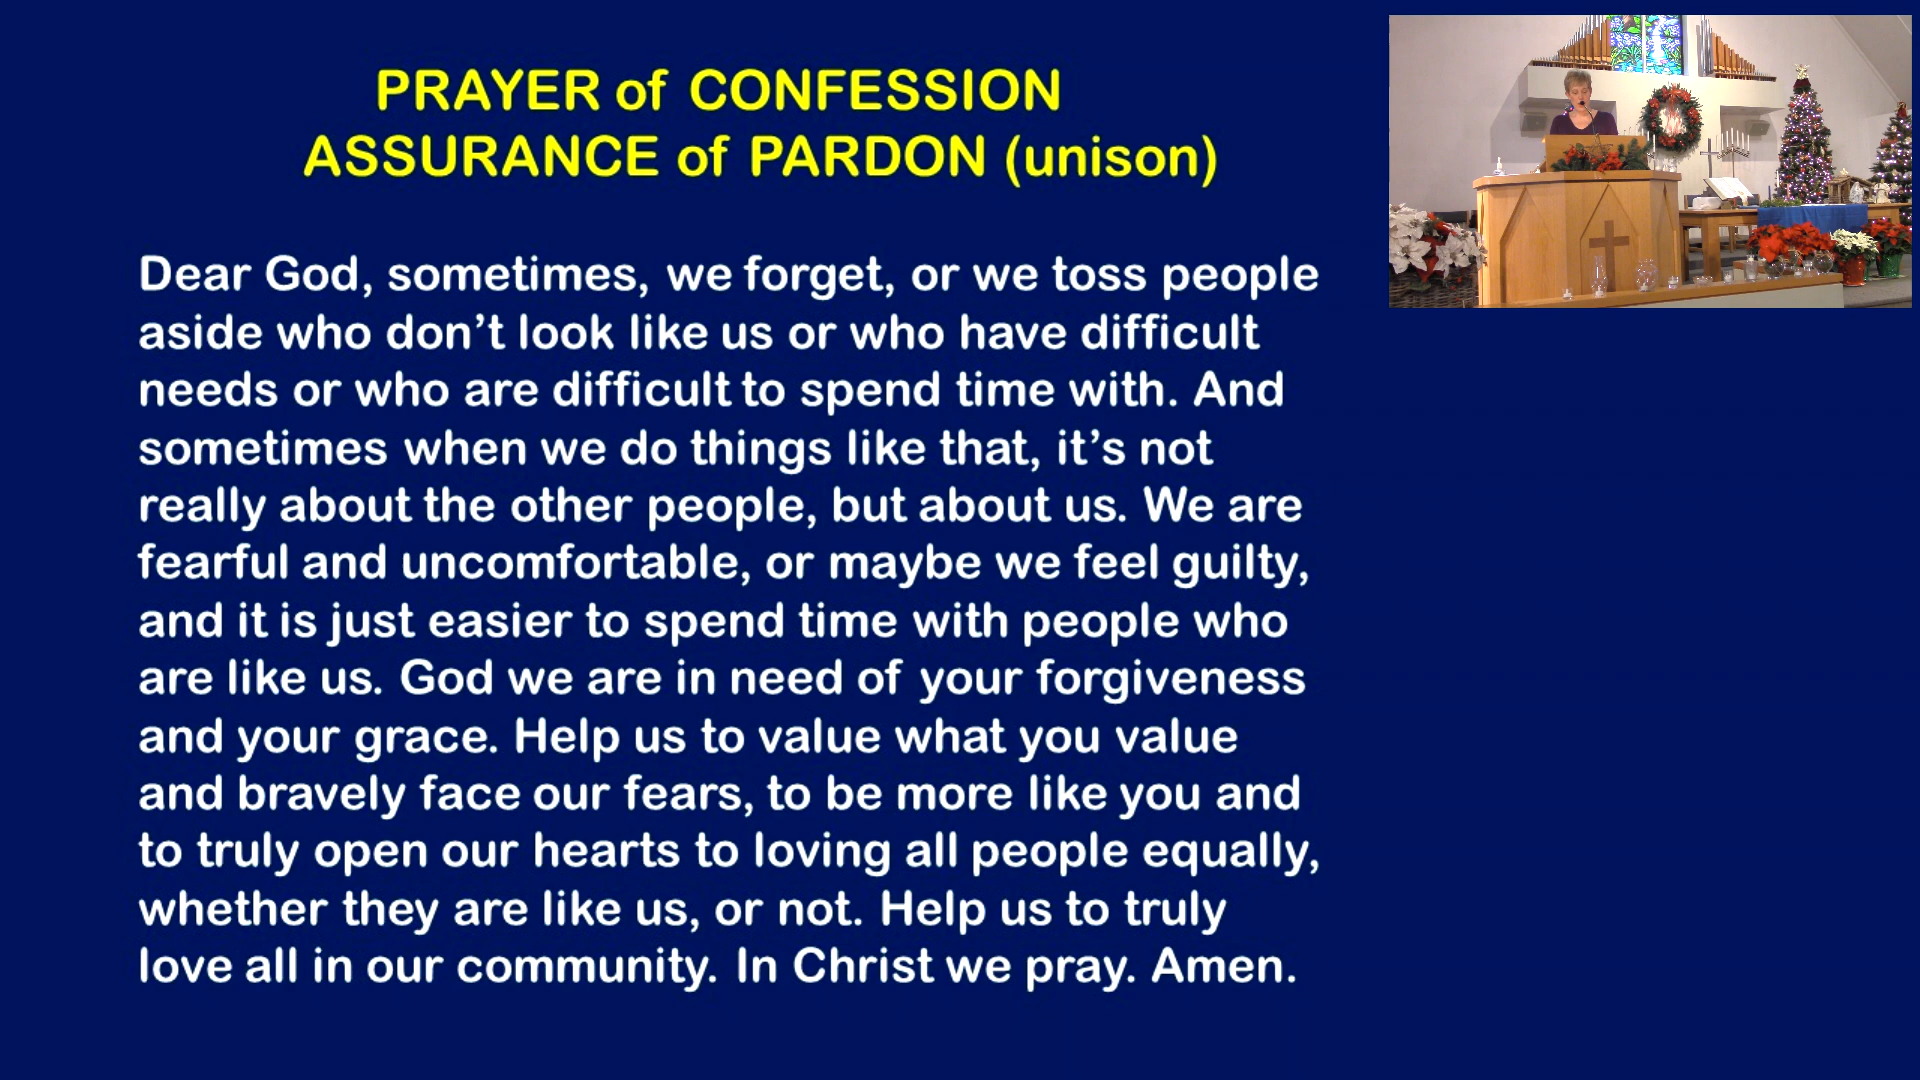 PRAYER of CONFESSION
ASSURANCE of PARDON (unison)
Dear God, sometimes, we forget, or we toss people
aside who don’t look like us or who have difficult
needs or who are difficult to spend time with. And
sometimes when we do things like that, it’s not
really about the other people, but about us. We are
fearful and uncomfortable, or maybe we feel guilty,
and it is just easier to spend time with people who
are like us. God we are in need of your forgiveness
and your grace. Help us to value what you value
and bravely face our fears, to be more like you and
to truly open our hearts to loving all people equally,
whether they are like us, or not. Help us to truly
love all in our community. In Christ we pray. Amen.